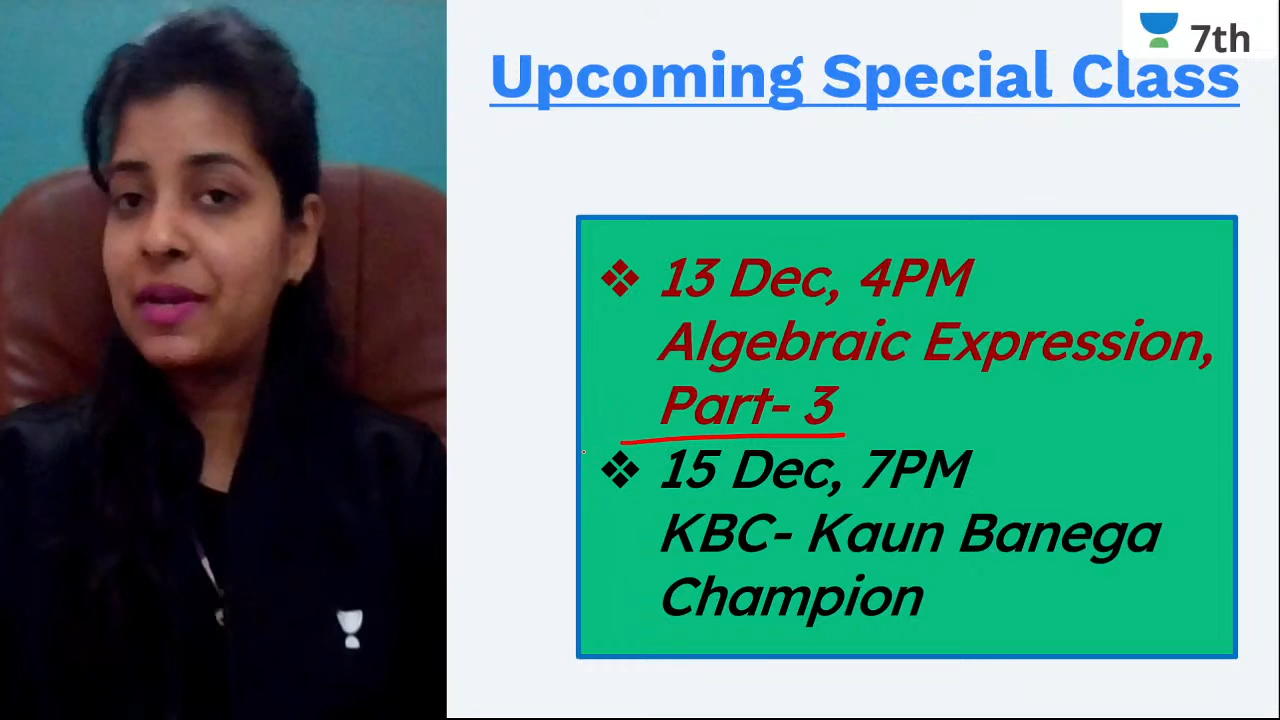 7th
Upcoming Special Class
13 Dec, 4PM
Algebraic Expression,
Part- 3
15 Dec, 7PM
KBC- Kaun Banega
Champion